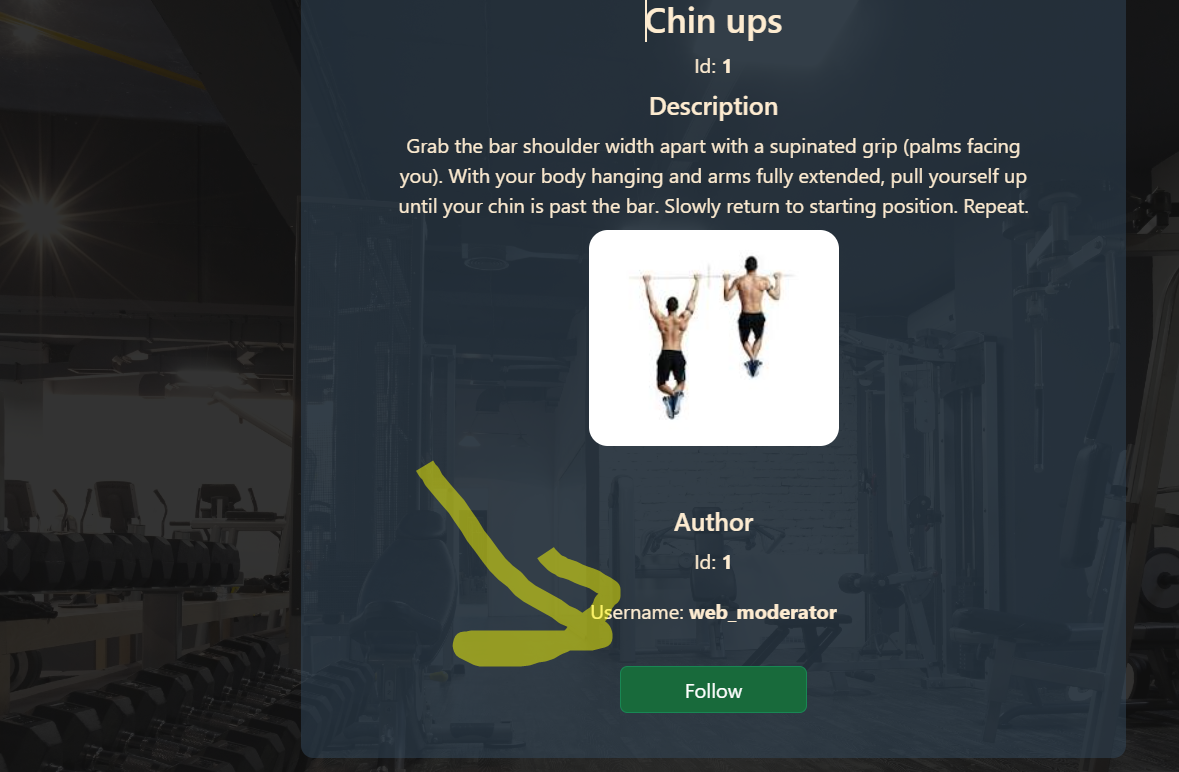 Chin ups
Id: 1
Description
Grab the bar shoulder width apart with a supinated grip (palms facing
you). With your body hanging and arms fully extended, pull yourself up
until your chin is past the bar. Slowly return to starting position. Repeat.
Author
Id: 1
Username: web_moderator
Follow